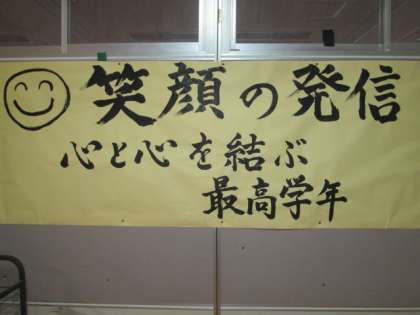 笑顔の発信
心と心を結ぶ
最高学年